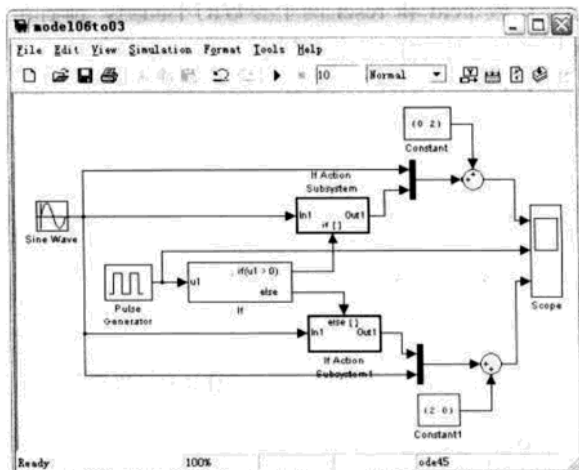 model06to03
File Edit View Simulation Format Tools Help
10 Normal
(0 2)
Constant
If Action
Subsystem
In1 Out1
if { }
Sine Wave
u1
if(u1 > 0)
else
If
Pulse
Generator
Scope
else { }
In1 Out1
If Action
Subsystem1
(2 0)
Constant1
Ready 100% ode45